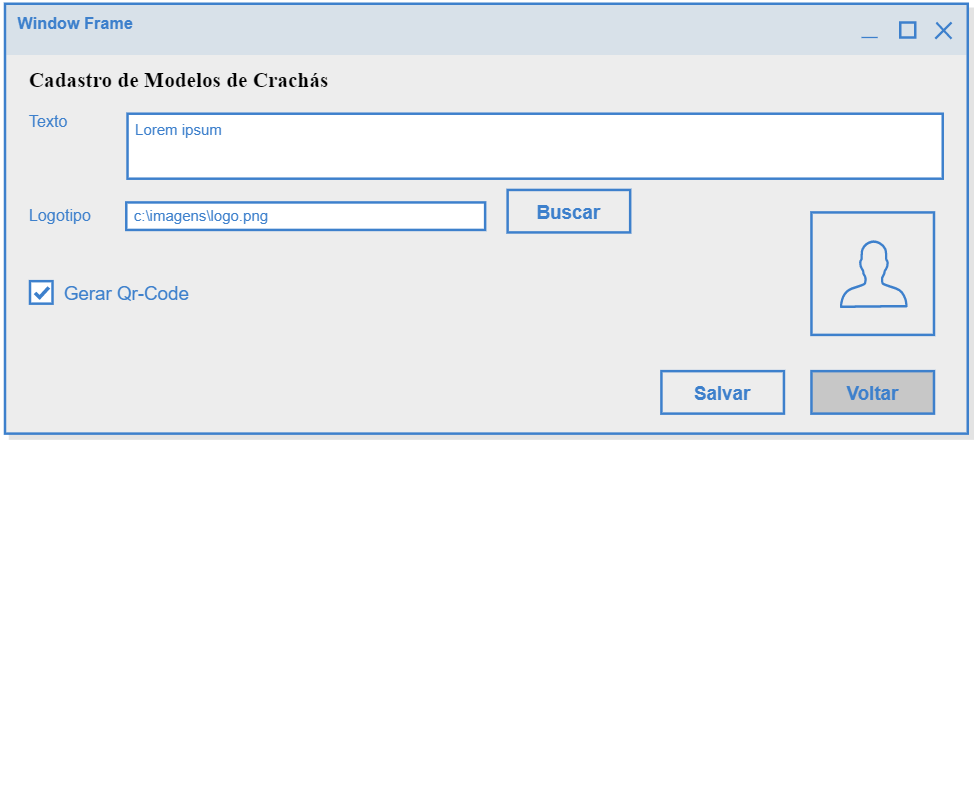 Window Frame
Cadastro de Modelos de Crachás
Texto
Lorem ipsum
Logotipo
c:\imagens\logo.png
Buscar
Gerar Qr-Code
Salvar
Voltar